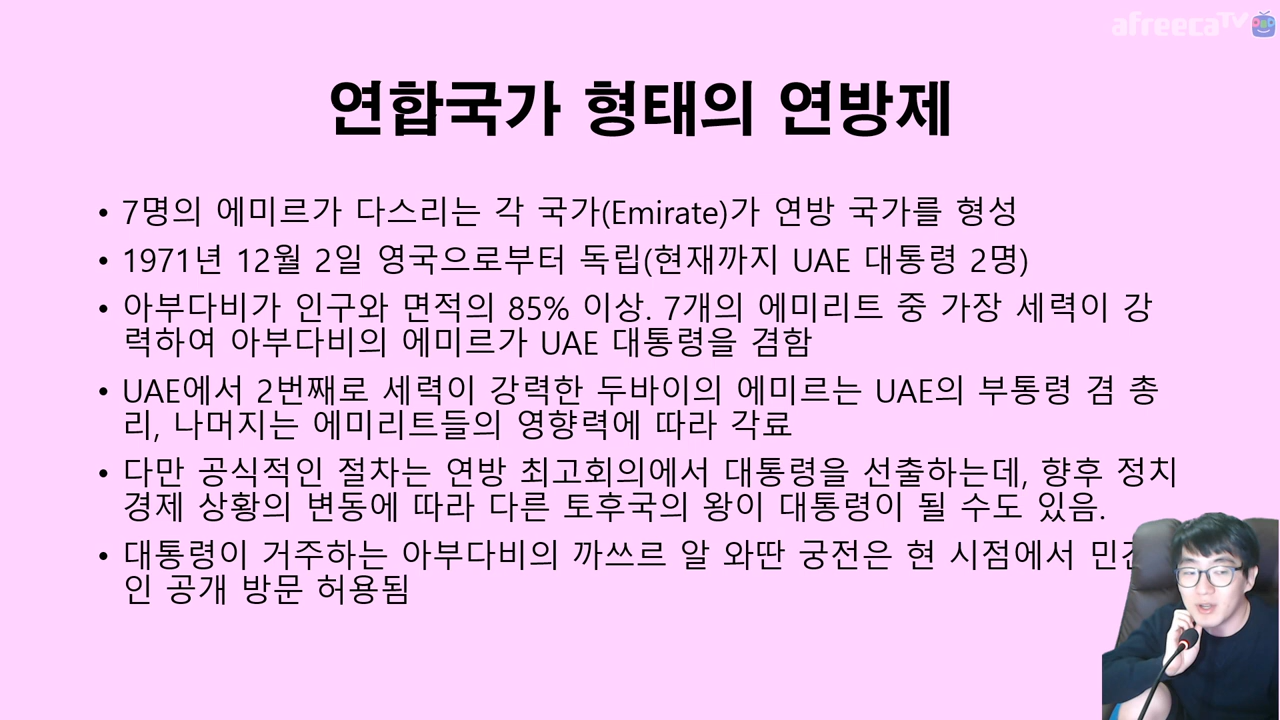 afreecaTV
연합국가 형태의 연방제
• 7명의 에미르가 다스리는 각 국가(Emirate)가 연방 국가를 형성
• 1971년 12월 2일 영국으로부터 독립(현재까지 UAE 대통령 2명)
• 아부다비가 인구와 면적의 85% 이상. 7개의 에미리트 중 가장 세력이 강
력하여 아부다비의 에미르가 UAE 대통령을 겸함
• UAE에서 2번째로 세력이 강력한 두바이의 에미르는 UAE의 부통령 겸 총
리, 나머지는 에미리트들의 영향력에 따라 각료
• 다만 공식적인 절차는 연방 최고회의에서 대통령을 선출하는데, 향후 정치
경제 상황의 변동에 따라 다른 토후국의 왕이 대통령이 될 수도 있음.
• 대통령이 거주하는 아부다비의 까쓰르 알 와딴 궁전은 현 시점에서 민간
인 공개 방문 허용됨